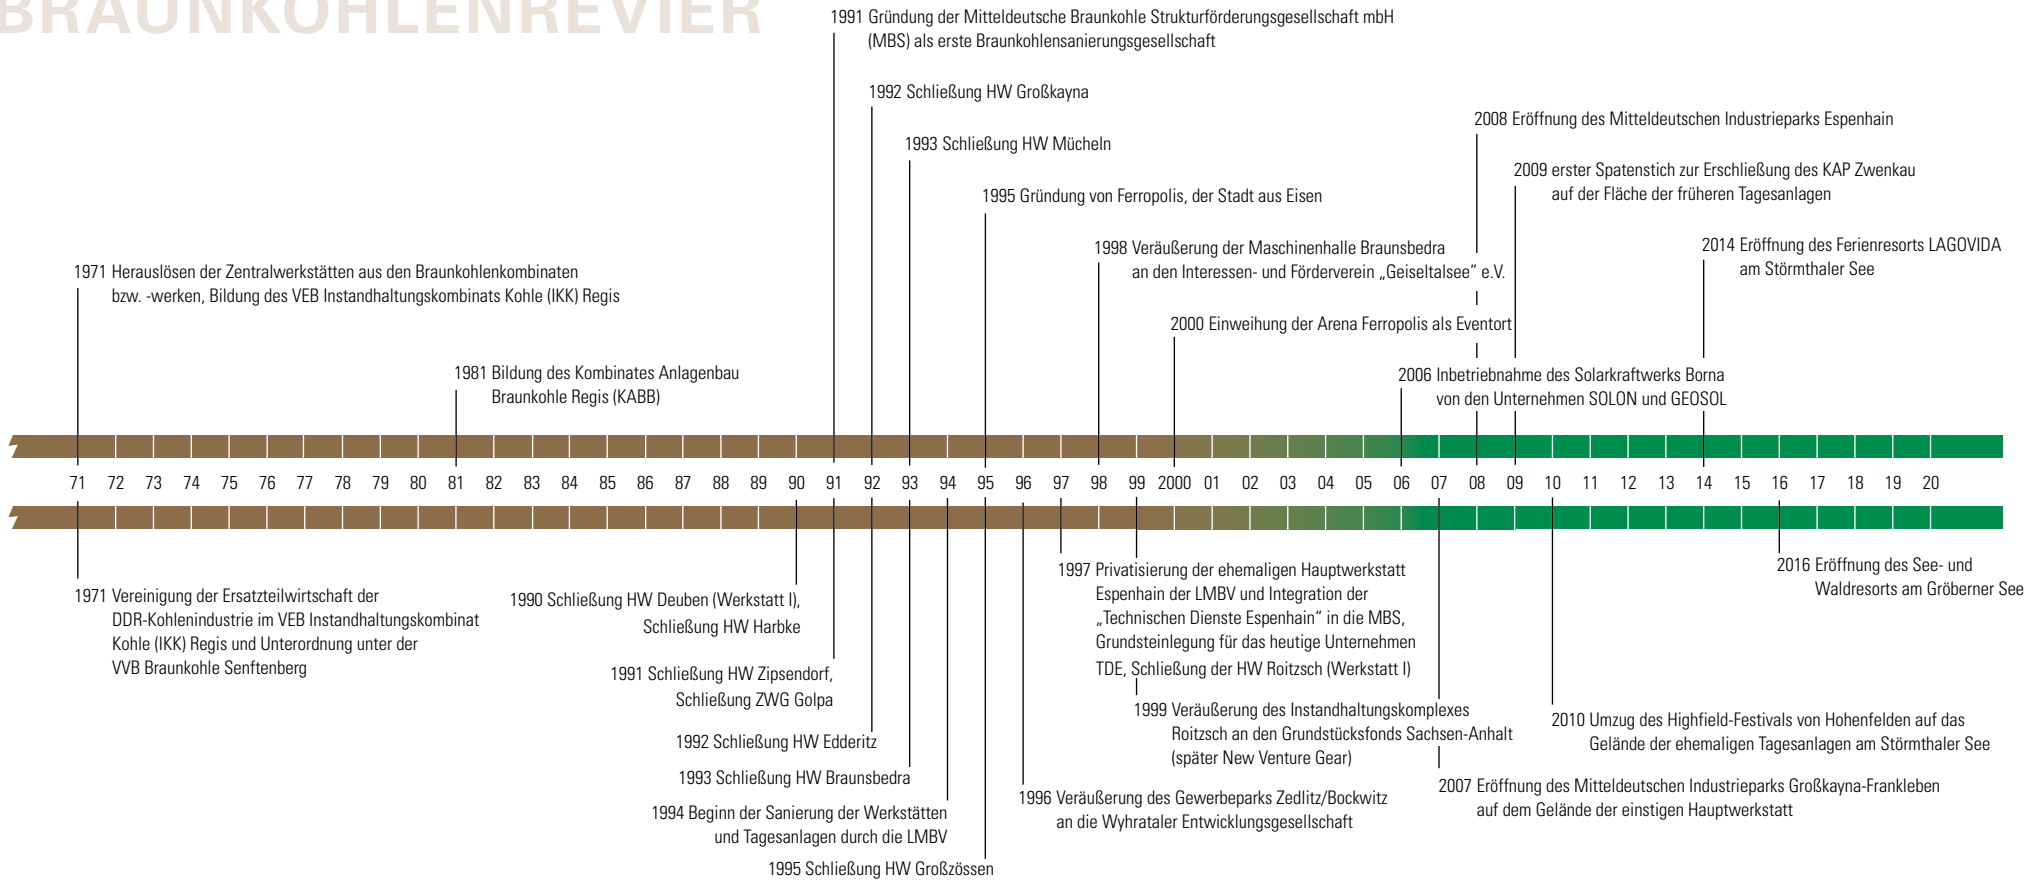 BRAUNKOHLENREVIER
1991 Gründung der Mitteldeutsche Braunkohle Strukturförderungsgesellschaft mbH
(MBS) als erste Braunkohlensanierungsgesellschaft
1992 Schließung HW Großkayna
1993 Schließung HW Mücheln
1995 Gründung von Ferropolis, der Stadt aus Eisen
1998 Veräußerung der Maschinenhalle Braunsbedra
an den Interessen- und Förderverein „Geiseltalsee“ e.V.
2000 Einweihung der Arena Ferropolis als Eventort
2008 Eröffnung des Mitteldeutschen Industrieparks Espenhain
2009 erster Spatenstich zur Erschließung des KAP Zwenkau
auf der Fläche der früheren Tagesanlagen
2014 Eröffnung des Ferienresorts LAGOVIDA
am Störmthaler See
1971 Herauslösen der Zentralwerkstätten aus den Braunkohlenkombinaten
bzw. -werken, Bildung des VEB Instandhaltungskombinats Kohle (IKK) Regis
1981 Bildung des Kombinates Anlagenbau
Braunkohle Regis (KABB)
2006 Inbetriebnahme des Solarkraftwerks Borna
von den Unternehmen SOLON und GEOSOL
71 72 73 74 75 76 77 78 79 80 81 82 83 84 85 86 87 88 89 90 91 92 93 94 95 96 97 98 99 2000 01 02 03 04 05 06 07 08 09 10 11 12 13 14 15 16 17 18 19 20
1971 Vereinigung der Ersatzteilwirtschaft der
DDR-Kohlenindustrie im VEB Instandhaltungskombinat
Kohle (IKK) Regis und Unterordnung unter der
VVB Braunkohle Senftenberg
1990 Schließung HW Deuben (Werkstatt I),
Schließung HW Harbke
1991 Schließung HW Zipsendorf,
Schließung ZWG Golpa
1992 Schließung HW Edderitz
1993 Schließung HW Braunsbedra
1994 Beginn der Sanierung der Werkstätten
und Tagesanlagen durch die LMBV
1995 Schließung HW Großzössen
1997 Privatisierung der ehemaligen Hauptwerkstatt
Espenhain der LMBV und Integration der
„Technischen Dienste Espenhain“ in die MBS,
Grundsteinlegung für das heutige Unternehmen
TDE, Schließung der HW Roitzsch (Werkstatt I)
1999 Veräußerung des Instandhaltungskomplexes
Roitzsch an den Grundstücksfonds Sachsen-Anhalt
(später New Venture Gear)
1996 Veräußerung des Gewerbeparks Zedlitz/Bockwitz
an die Wyhrataler Entwicklungsgesellschaft
2016 Eröffnung des See- und
Waldresorts am Gröberner See
2010 Umzug des Highfield-Festivals von Hohenfelden auf das
Gelände der ehemaligen Tagesanlagen am Störmthaler See
2007 Eröffnung des Mitteldeutschen Industrieparks Großkayna-Frankleben
auf dem Gelände der einstigen Hauptwerkstatt